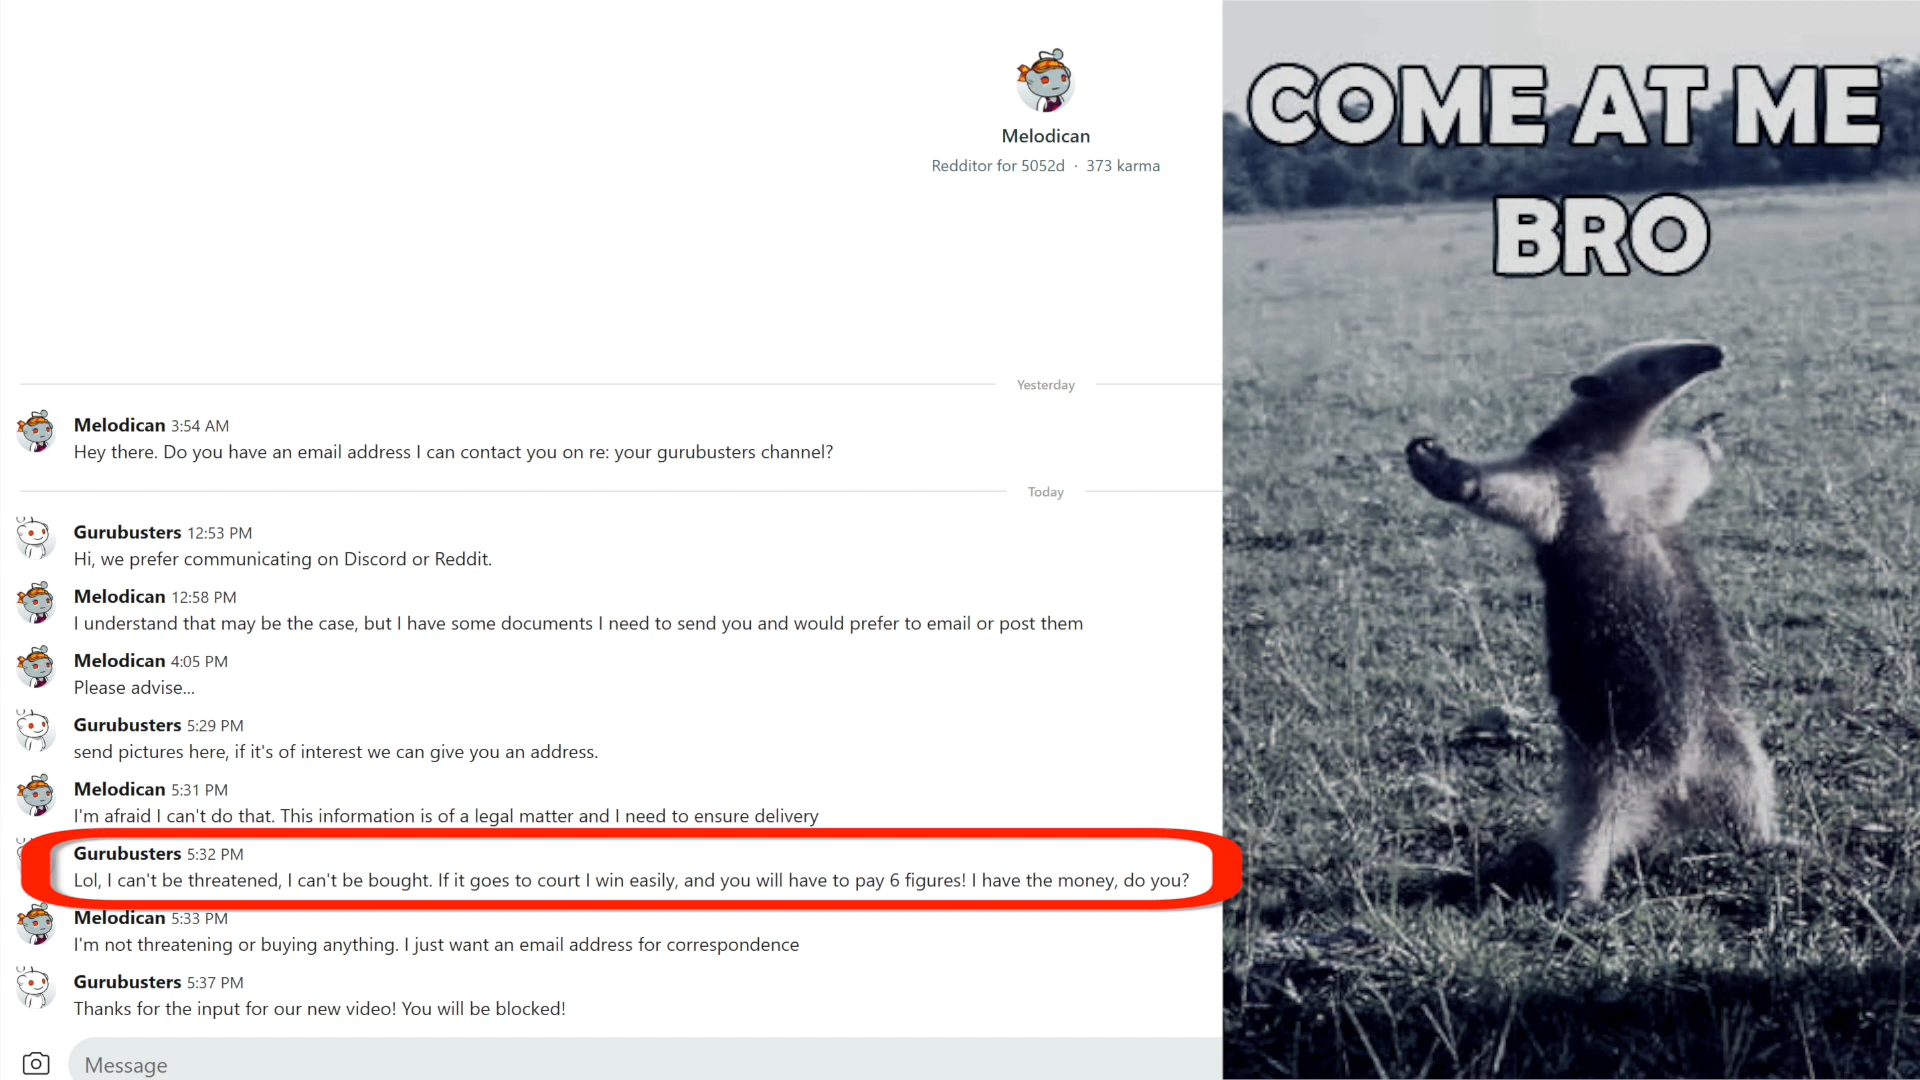 Melodican
Redditor for 5052d · 373 karma
Yesterday
Melodican 3:54 AM
Hey there. Do you have an email address I can contact you on re: your gurubusters channel?
Today
Gurubusters 12:53 PM
Hi, we prefer communicating on Discord or Reddit.
Melodican 12:58 PM
I understand that may be the case, but I have some documents I need to send you and would prefer to email or post them
Melodican 4:05 PM
Please advise...
Gurubusters 5:29 PM
send pictures here, if it's of interest we can give you an address.
Melodican 5:31 PM
I'm afraid I can't do that. This information is of a legal matter and I need to ensure delivery
Gurubusters 5:32 PM
Lol, I can't be threatened, I can't be bought. If it goes to court I win easily, and you will have to pay 6 figures! I have the money, do you?
Melodican 5:33 PM
I'm not threatening or buying anything. I just want an email address for correspondence
Gurubusters 5:37 PM
Thanks for the input for our new video! You will be blocked!
Message
COME AT ME
BRO